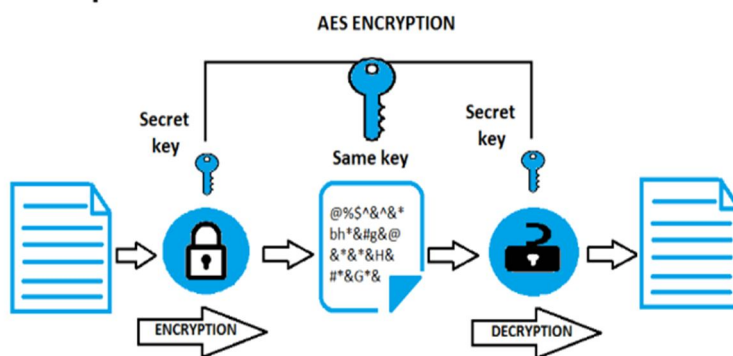 AES ENCRYPTION
Secret
key
Secret
key
Same key
@%$^&^&*
bh*&#g&@
&*&*&H&
#*&G*&
ENCRYPTION
DECRYPTION